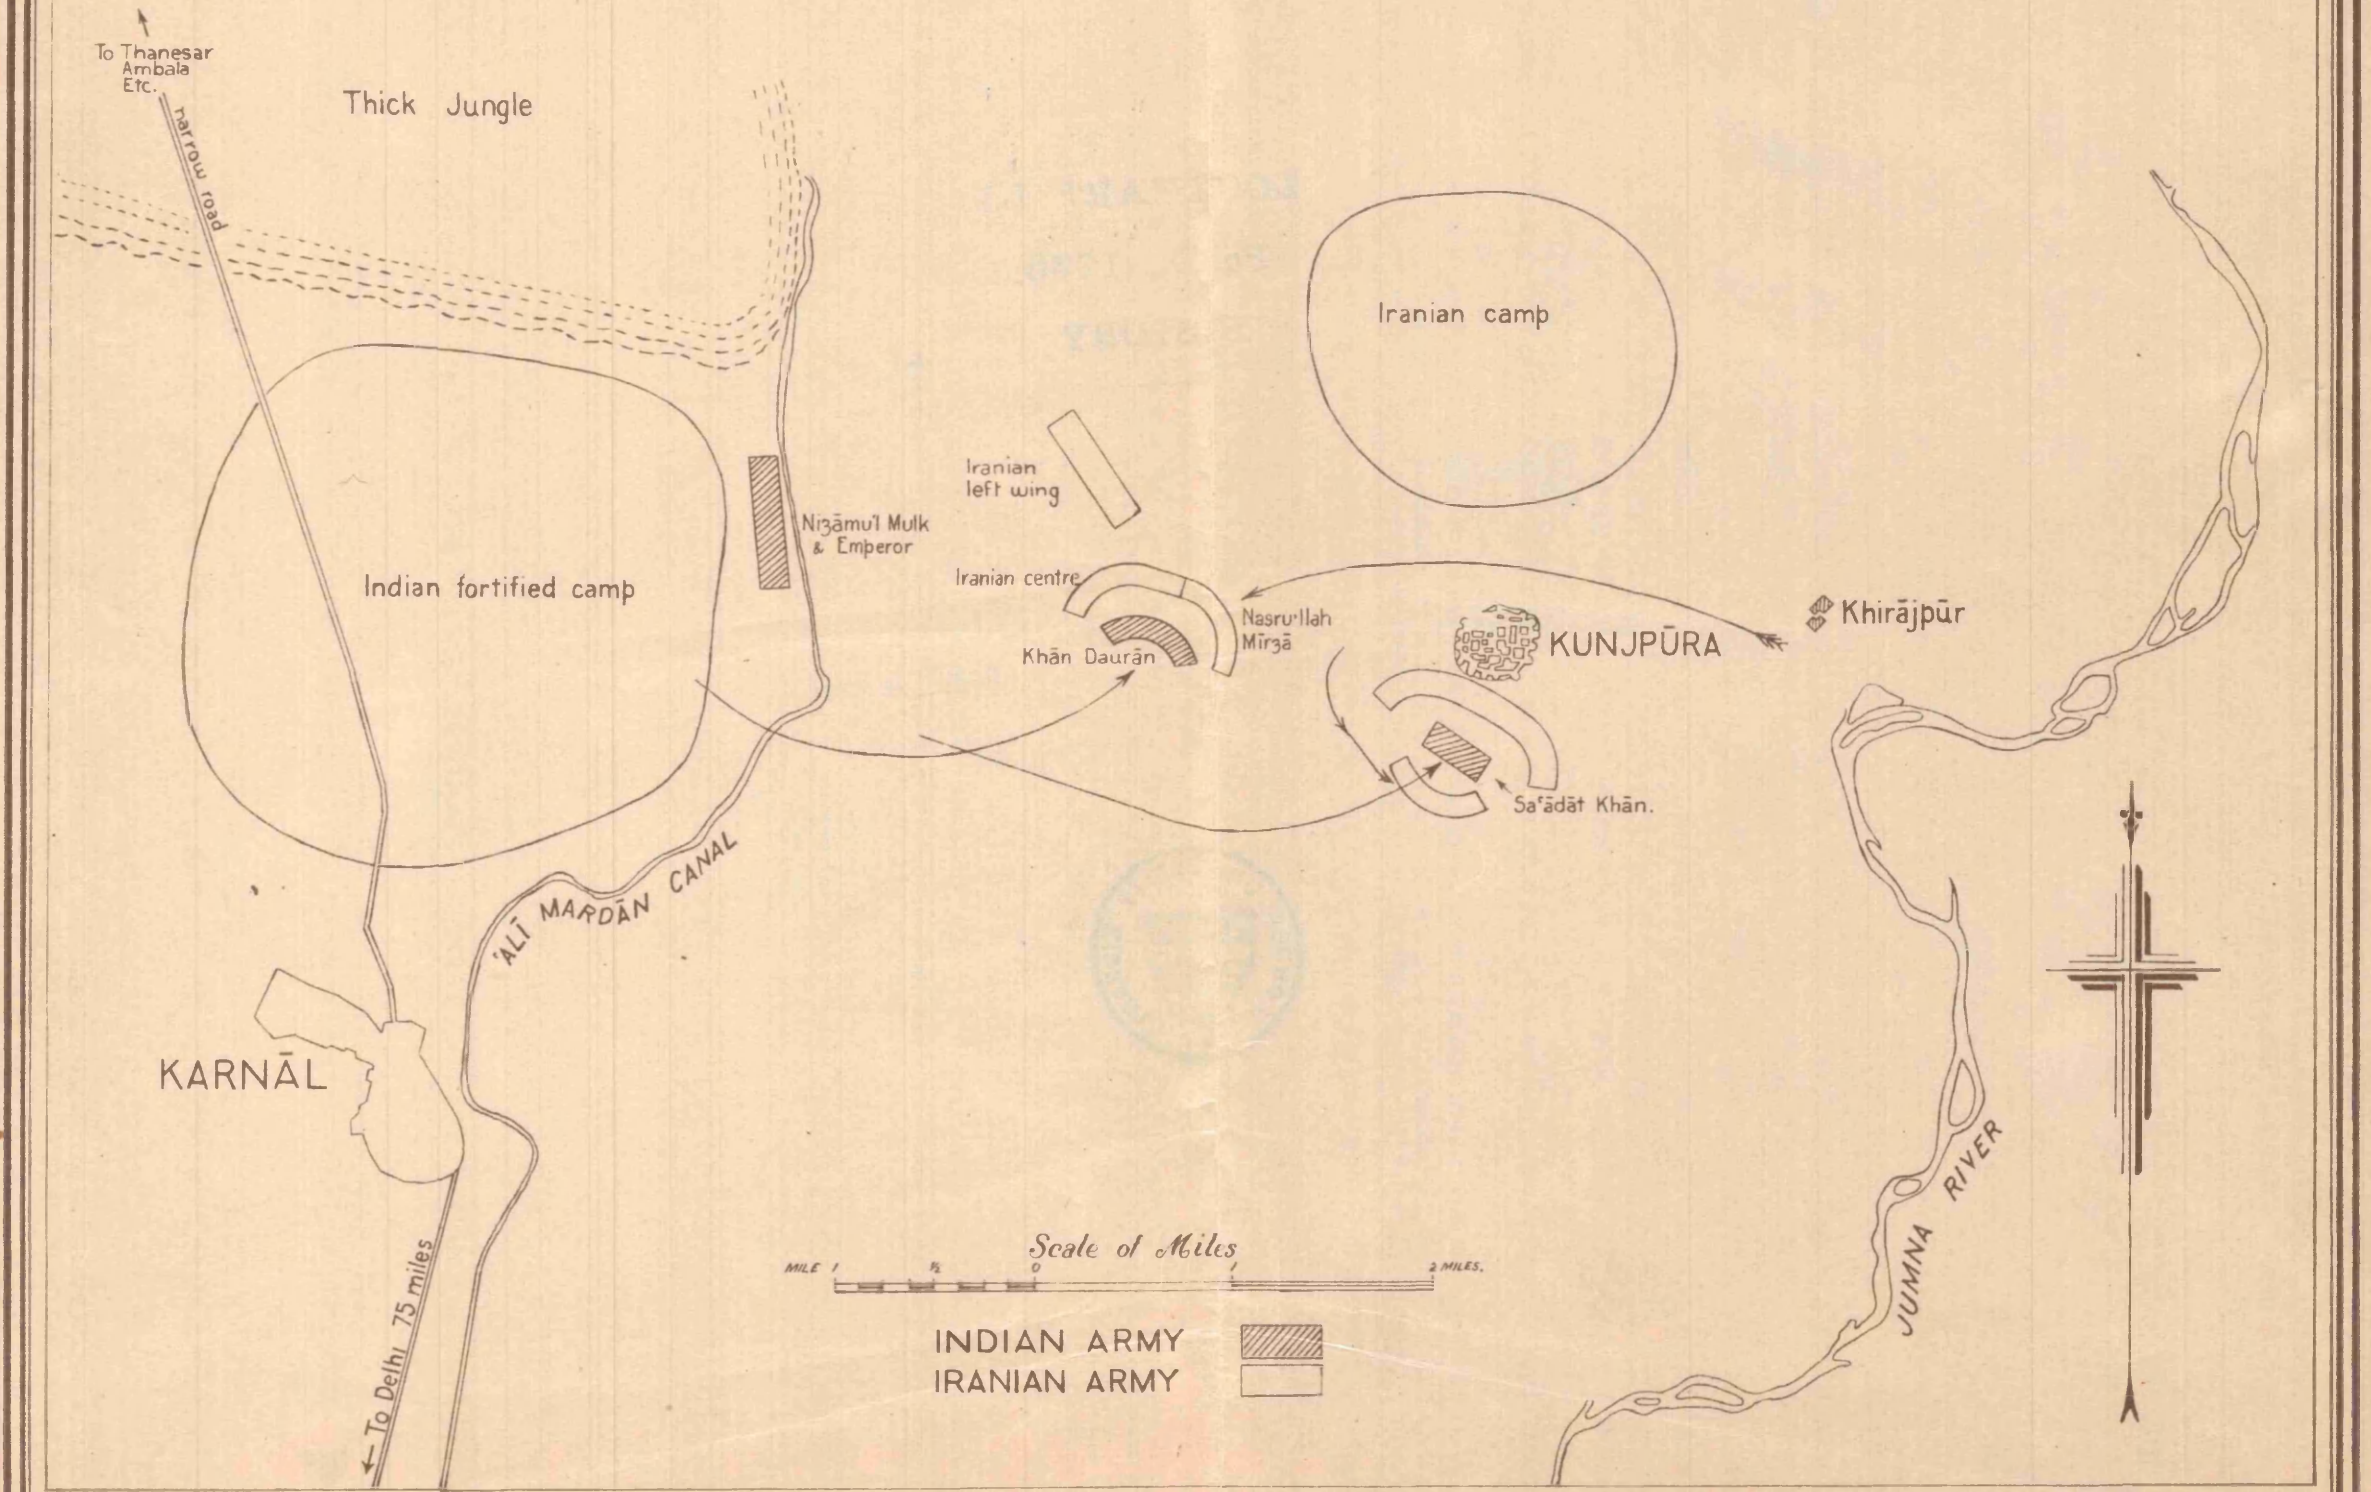 To Thanesar
Ambala
Etc.
narrow road
Thick Jungle
Iranian camp
Iranian
left wing
Nizāmu'l Mulk
& Emperor
Iranian centre
Indian fortified camp
Nasru'llah
Mīrzā
Khirājpūr
KUNJPŪRA
Khān Daurān
Sa'ādāt Khān.
'ALĪ MARDĀN CANAL
KARNĀL
JUMNA RIVER
← To Delhi 75 miles
Scale of Miles
MILE 1 ½ 0 1 2 MILES.
INDIAN ARMY
IRANIAN ARMY